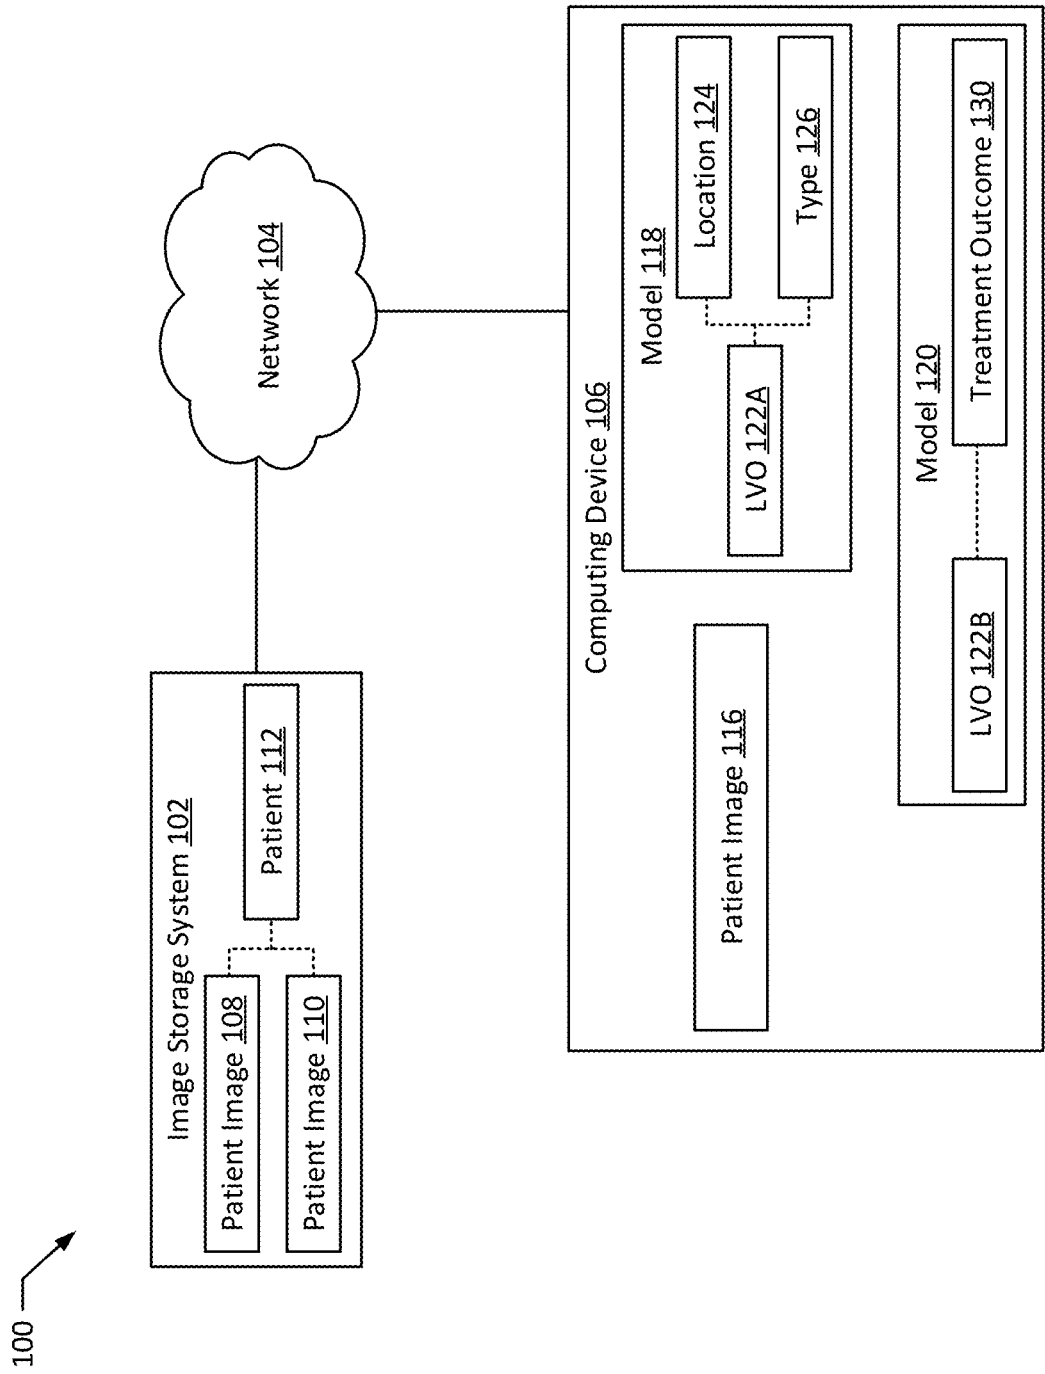 100
Image Storage System 102
Patient Image 108
Patient Image 110
Patient 112
Network 104
Computing Device 106
Patient Image 116
Model 118
LVO 122A
Location 124
Type 126
Model 120
LVO 122B
Treatment Outcome 130